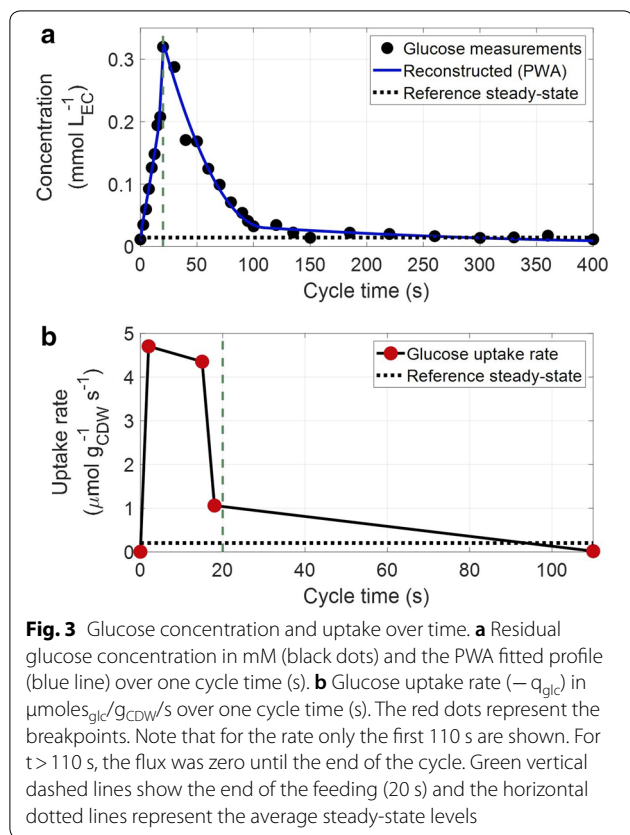 a
0.3
0.2
0.1
0
Concentration
(mmol L_EC^-1)
Glucose measurements
Reconstructed (PWA)
Reference steady-state
0 50 100 150 200 250 300 350 400
Cycle time (s)
b
5
4
3
2
1
0
Uptake rate
(μmol g_CDW^-1 s^-1)
Glucose uptake rate
Reference steady-state
0 20 40 60 80 100
Cycle time (s)
Fig. 3 Glucose concentration and uptake over time. a Residual
glucose concentration in mM (black dots) and the PWA fitted profile
(blue line) over one cycle time (s). b Glucose uptake rate (− q_glc) in
μmoles_glc/g_CDW/s over one cycle time (s). The red dots represent the
breakpoints. Note that for the rate only the first 110 s are shown. For
t > 110 s, the flux was zero until the end of the cycle. Green vertical
dashed lines show the end of the feeding (20 s) and the horizontal
dotted lines represent the average steady-state levels